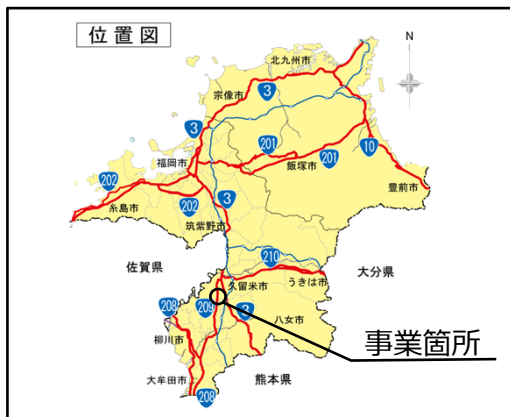 位置図
N
北九州市
3
宗像市
3
201
201
10
福岡市
飯塚市
202
豊前市
糸島市
202
3
筑紫野市
佐賀県
210
大分県
久留米市
うきは市
208
209
3
八女市
柳川市
事業箇所
大牟田市
熊本県
208